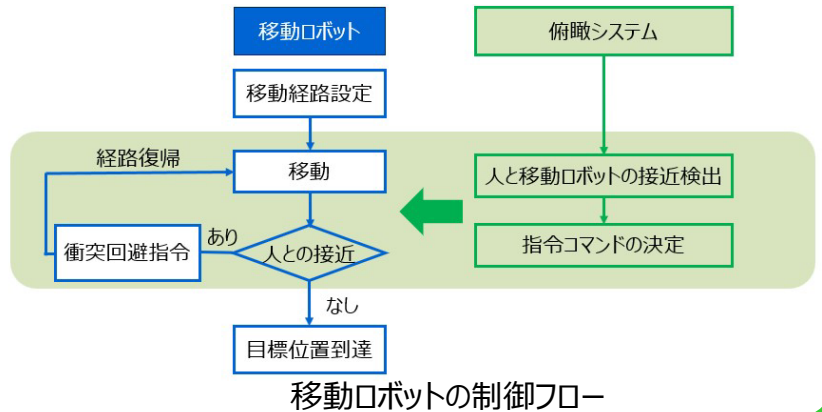 移動ロボット
俯瞰システム
移動経路設定
経路復帰
移動
人と移動ロボットの接近検出
衝突回避指令
あり
人との接近
指令コマンドの決定
なし
目標位置到達
移動ロボットの制御フロー